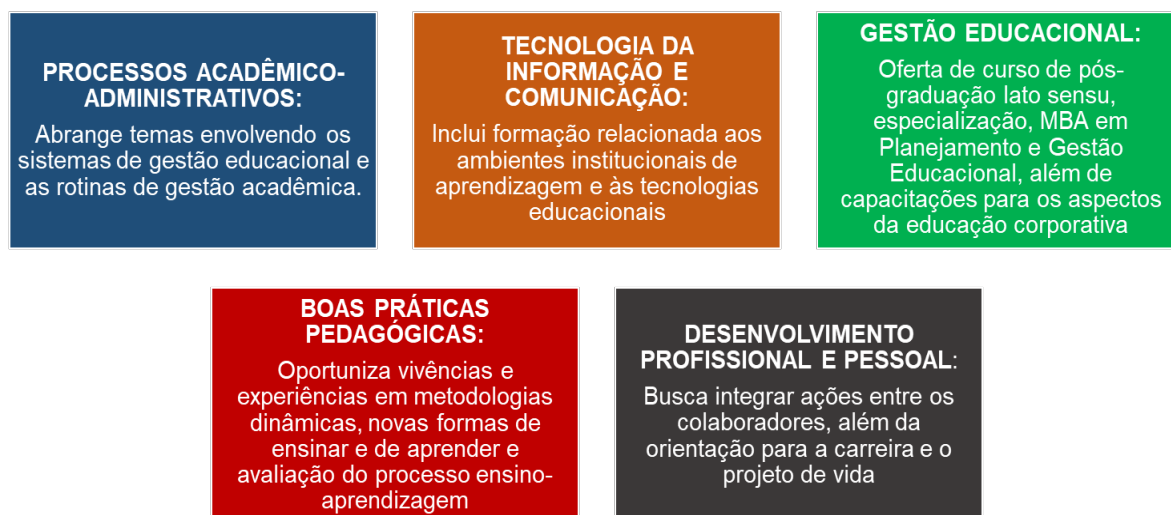 PROCESSOS ACADÊMICO-
ADMINISTRATIVOS:
Abrange temas envolvendo os
sistemas de gestão educacional e
as rotinas de gestão acadêmica.
TECNOLOGIA DA
INFORMAÇÃO E
COMUNICAÇÃO:
Inclui formação relacionada aos
ambientes institucionais de
aprendizagem e às tecnologias
educacionais
GESTÃO EDUCACIONAL:
Oferta de curso de pós-
graduação lato sensu,
especialização, MBA em
Planejamento e Gestão
Educacional, além de
capacitações para os aspectos
da educação corporativa
BOAS PRÁTICAS
PEDAGÓGICAS:
Oportuniza vivências e
experiências em metodologias
dinâmicas, novas formas de
ensinar e de aprender e
avaliação do processo ensino-
aprendizagem
DESENVOLVIMENTO
PROFISSIONAL E PESSOAL:
Busca integrar ações entre os
colaboradores, além da
orientação para a carreira e o
projeto de vida